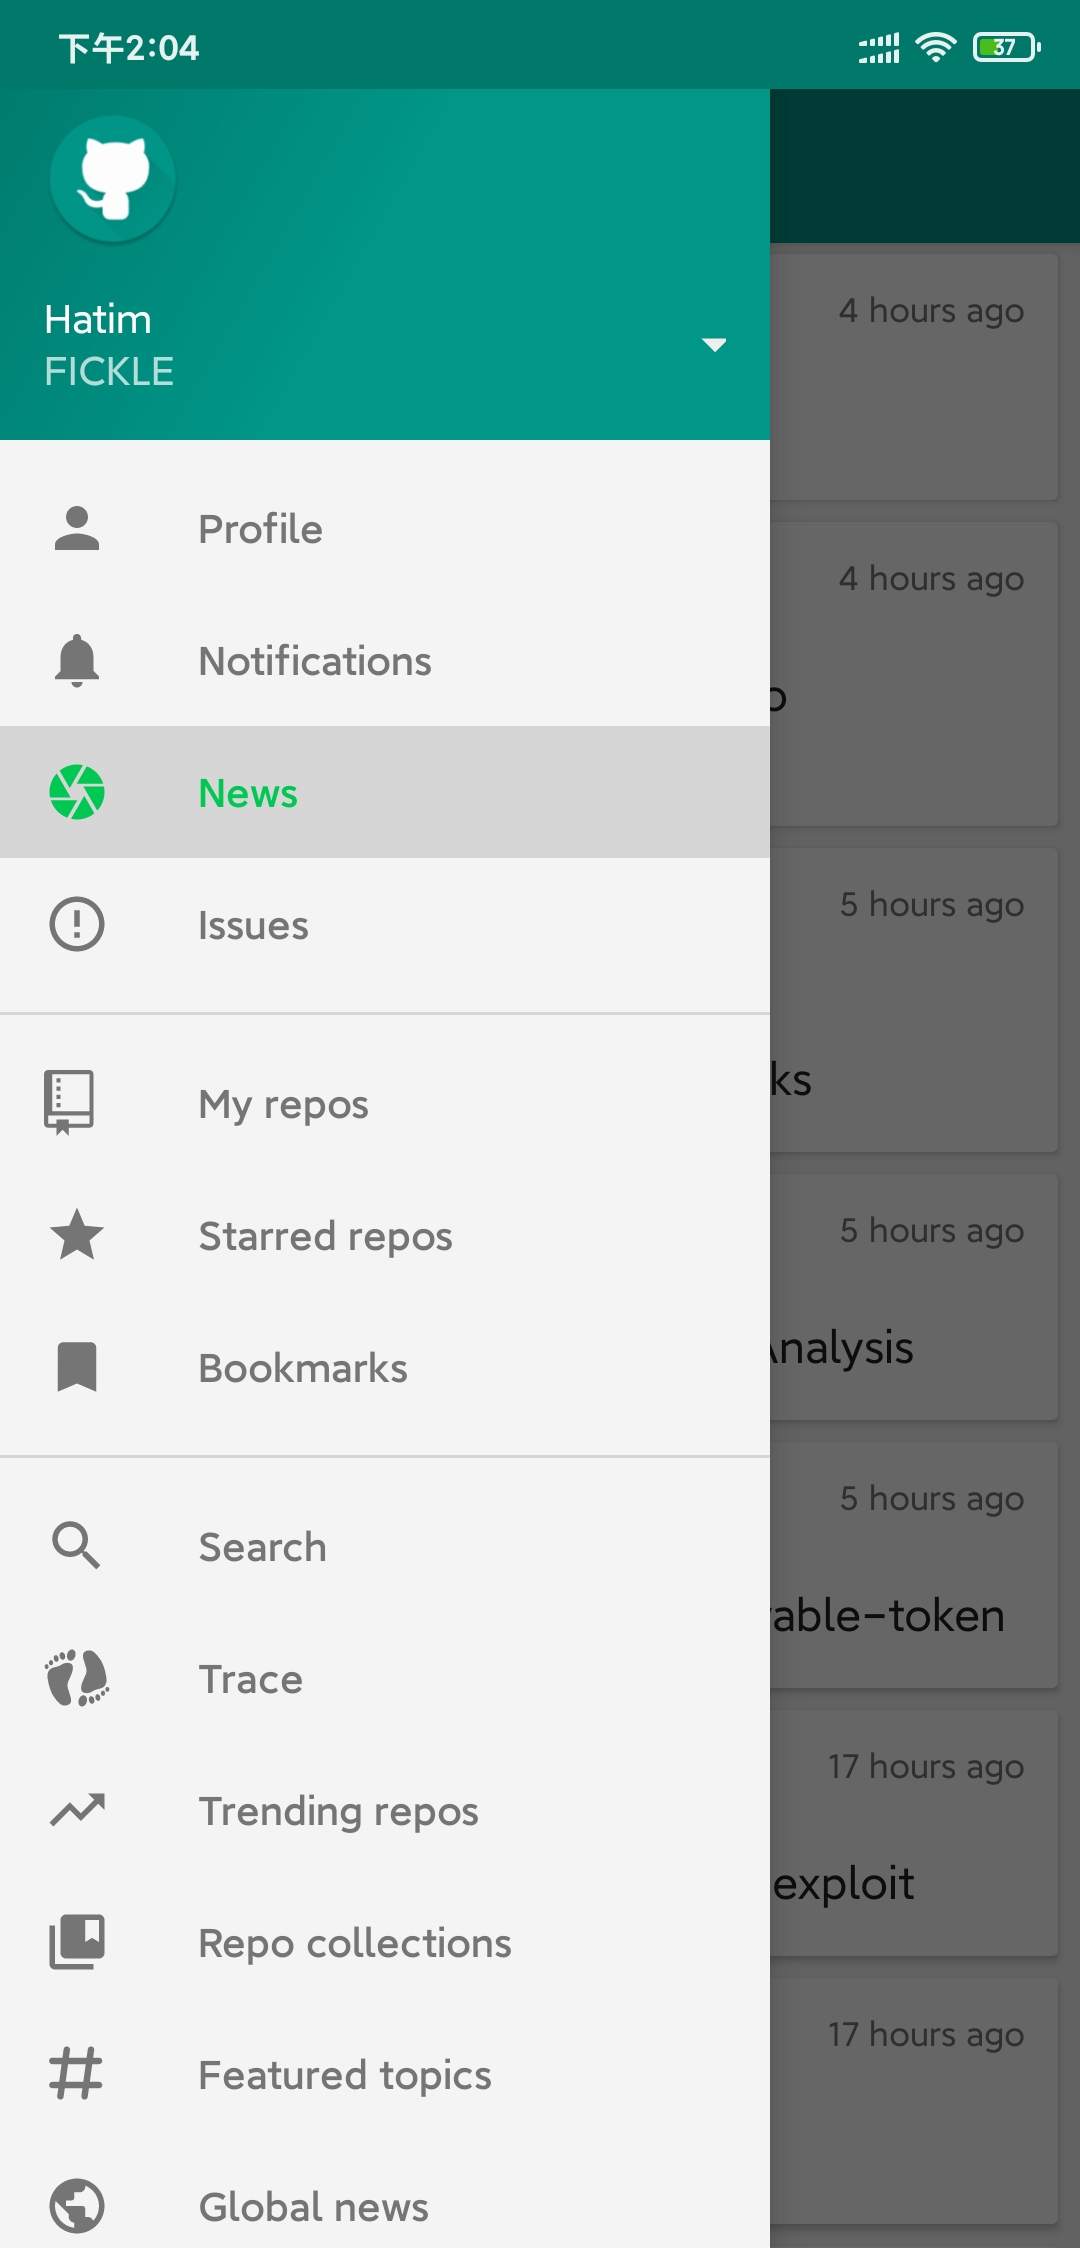 下午2:04
37
Hatim
FICKLE
Profile
Notifications
News
Issues
My repos
Starred repos
Bookmarks
Search
Trace
Trending repos
Repo collections
Featured topics
Global news
4 hours ago
4 hours ago
o
5 hours ago
ks
5 hours ago
Analysis
5 hours ago
able-token
17 hours ago
exploit
17 hours ago